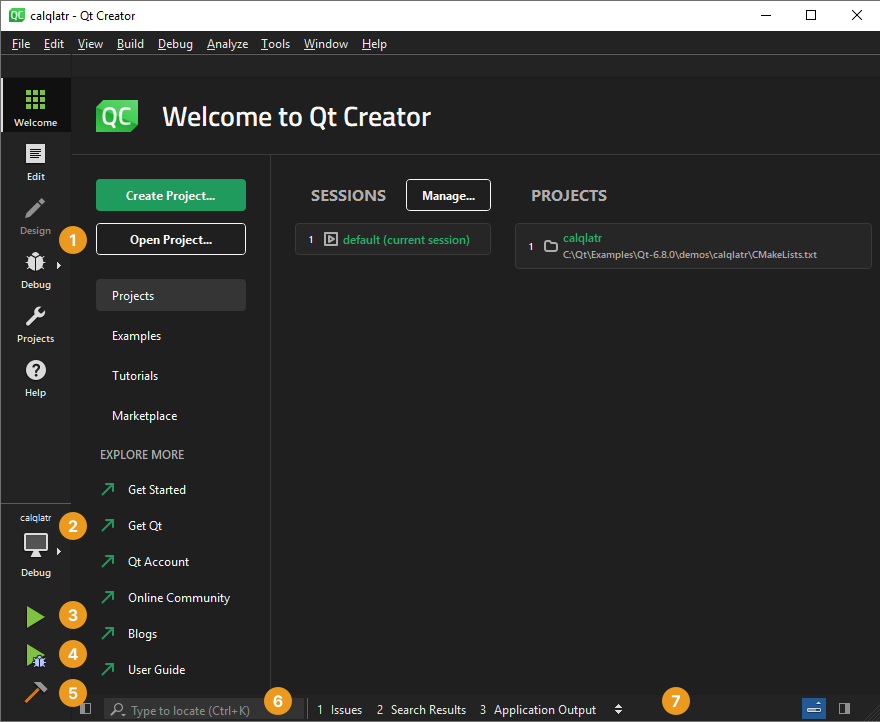 QC calqlatr - Qt Creator
File Edit View Build Debug Analyze Tools Window Help
QC Welcome to Qt Creator
Welcome
Edit
Design
1
Debug
Projects
Help
calqlatr
2
Debug
3
4
5
Create Project...
Open Project...
Projects
Examples
Tutorials
Marketplace
EXPLORE MORE
Get Started
Get Qt
Qt Account
Online Community
Blogs
User Guide
SESSIONS Manage...
1 default (current session)
PROJECTS
1 calqlatr
C:\Qt\Examples\Qt-6.8.0\demos\calqlatr\CMakeLists.txt
Type to locate (Ctrl+K) 6 1 Issues 2 Search Results 3 Application Output 7